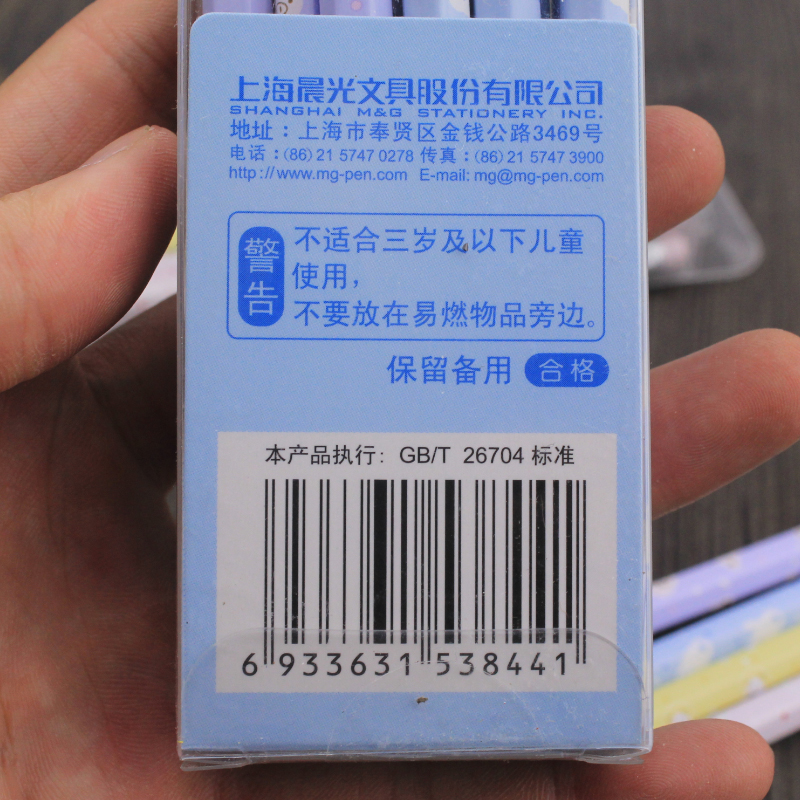 上海晨光文具股份有限公司
SHANGHAI M&G STATIONERY INC.
地址：上海市奉贤区金钱公路3469号
电话：(86) 21 5747 0278 传真：(86) 21 5747 3900
http://www.mg-pen.com E-mail: mg@mg-pen.com
警告
不适合三岁及以下儿童
使用，
不要放在易燃物品旁边。
保留备用 合格
本产品执行：GB/T 26704 标准
6 933631 538441